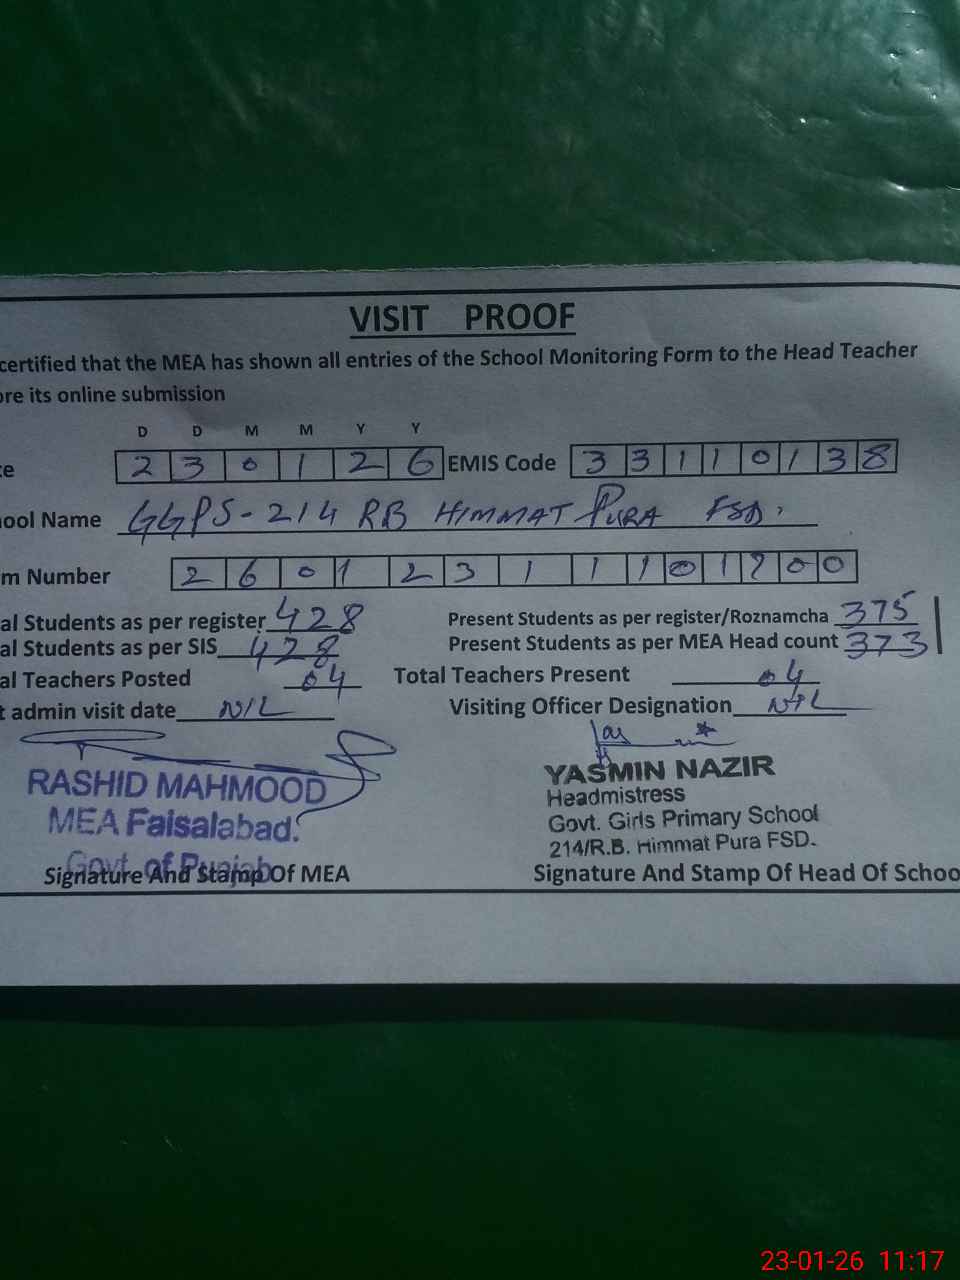 VISIT PROOF
certified that the MEA has shown all entries of the School Monitoring Form to the Head Teacher
ore its online submission
D D M M Y Y
te 2 3 0 1 2 6 EMIS Code 3 3 1 1 0 1 3 8
hool Name GGPS-214 RB HIMMAT PURA FSD.
m Number 2 6 0 1 2 3 1 1 1 0 1 0 0
al Students as per register 428 Present Students as per register/Roznamcha 375
al Students as per SIS 428 Present Students as per MEA Head count 373
al Teachers Posted 04 Total Teachers Present 04
t admin visit date NIL Visiting Officer Designation NIL
RASHID MAHMOOD
MEA Faisalabad.
Govt. of Punjab
YASMIN NAZIR
Headmistress
Govt. Girls Primary School
214/R.B. Himmat Pura FSD.
Signature And Stamp Of MEA Signature And Stamp Of Head Of Schoo
23-01-26 11:17